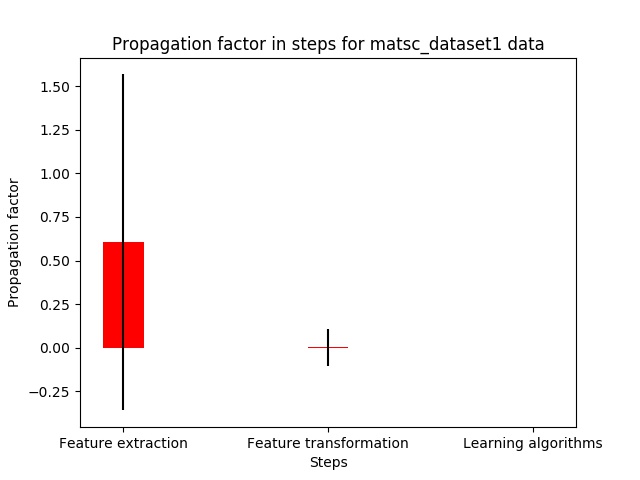 Propagation factor in steps for matsc_dataset1 data
1.50
1.25
1.00
0.75
0.50
0.25
0.00
−0.25
Propagation factor
Feature extraction
Feature transformation
Learning algorithms
Steps